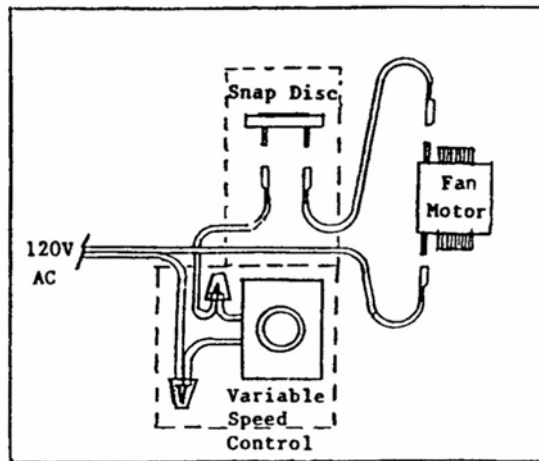 Snap Disc
Fan
Motor
120V
AC
Variable
Speed
Control